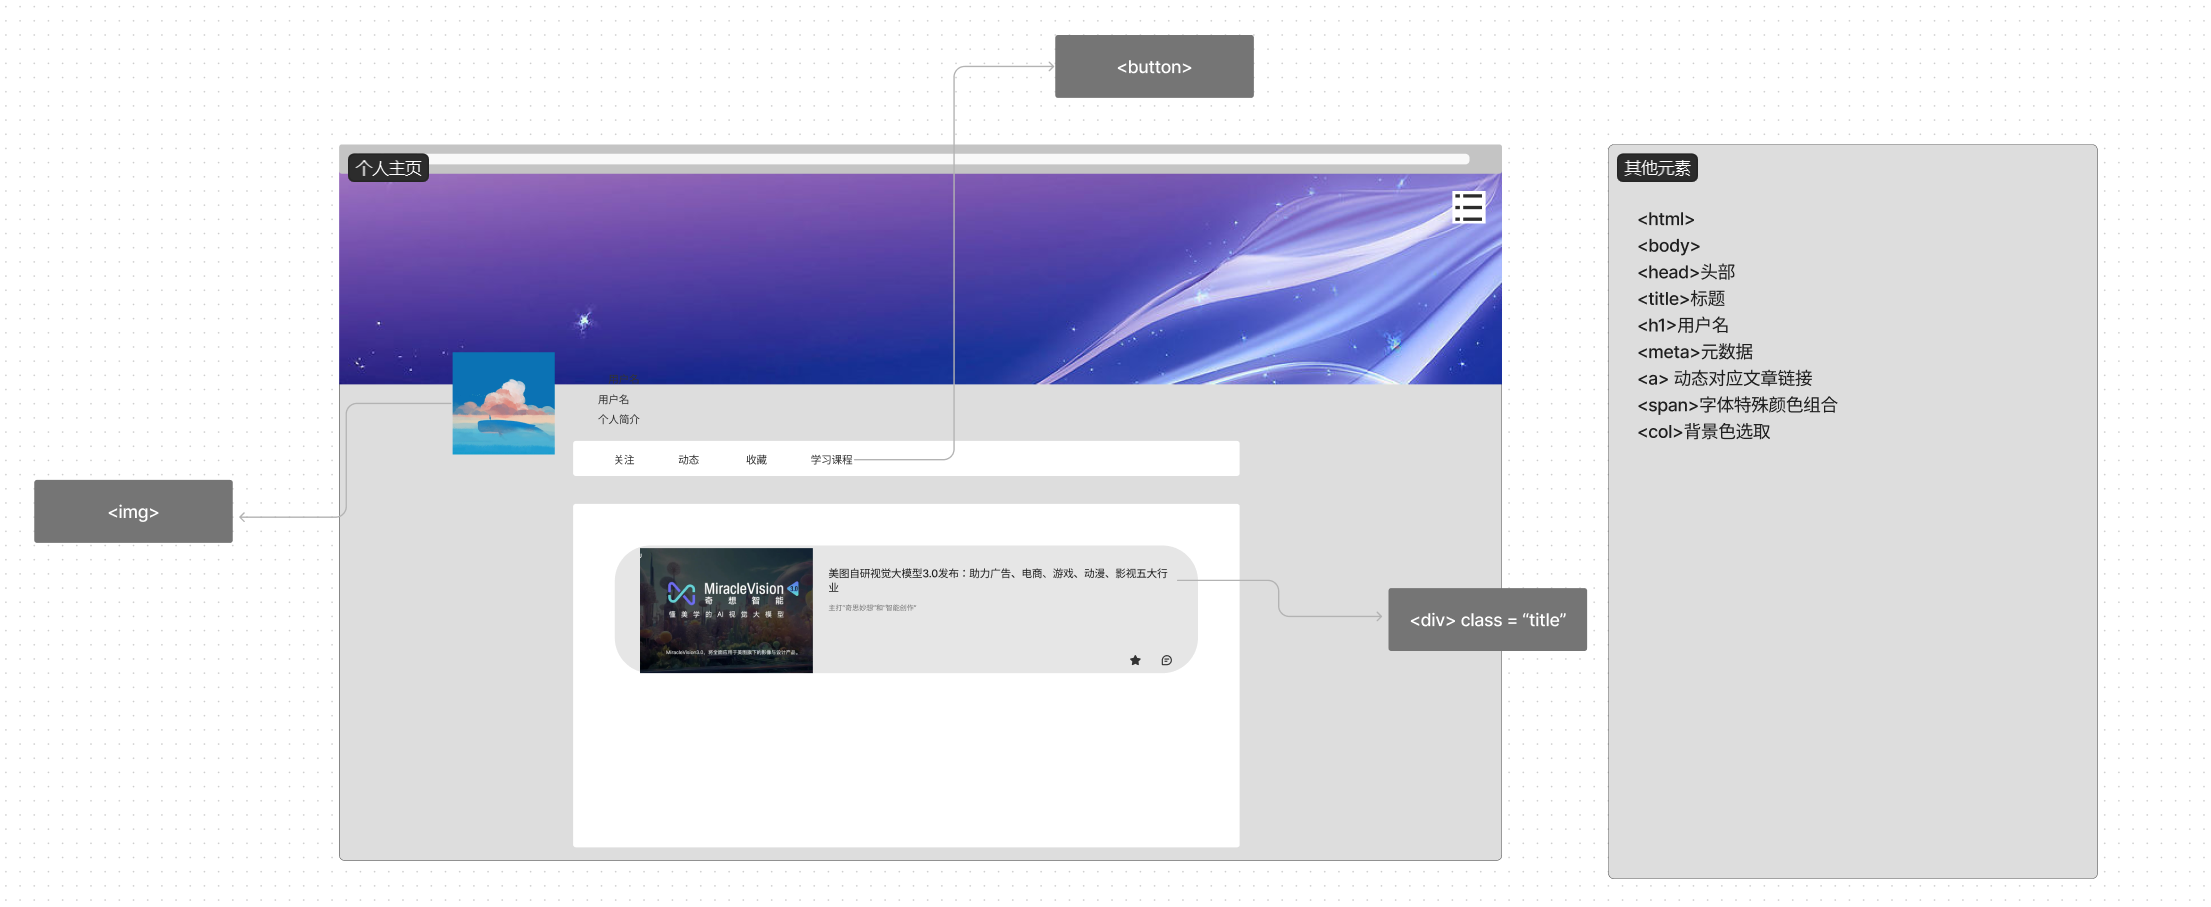 <button>
个人主页
用户名
个人简介
关注
动态
收藏
学习课程
<img>
MiracleVision 3.0
奇想智能
懂美学的AI视觉大模型
MiracleVision3.0，将全面应用于美图旗下的影像与设计产品。
美图自研视觉大模型3.0发布：助力广告、电商、游戏、动漫、影视五大行
业
主打“奇思妙想”和“智能创作”
<div> class = “title”
其他元素
<html>
<body>
<head>头部
<title>标题
<h1>用户名
<meta>元数据
<a> 动态对应文章链接
<span>字体特殊颜色组合
<col>背景色选取